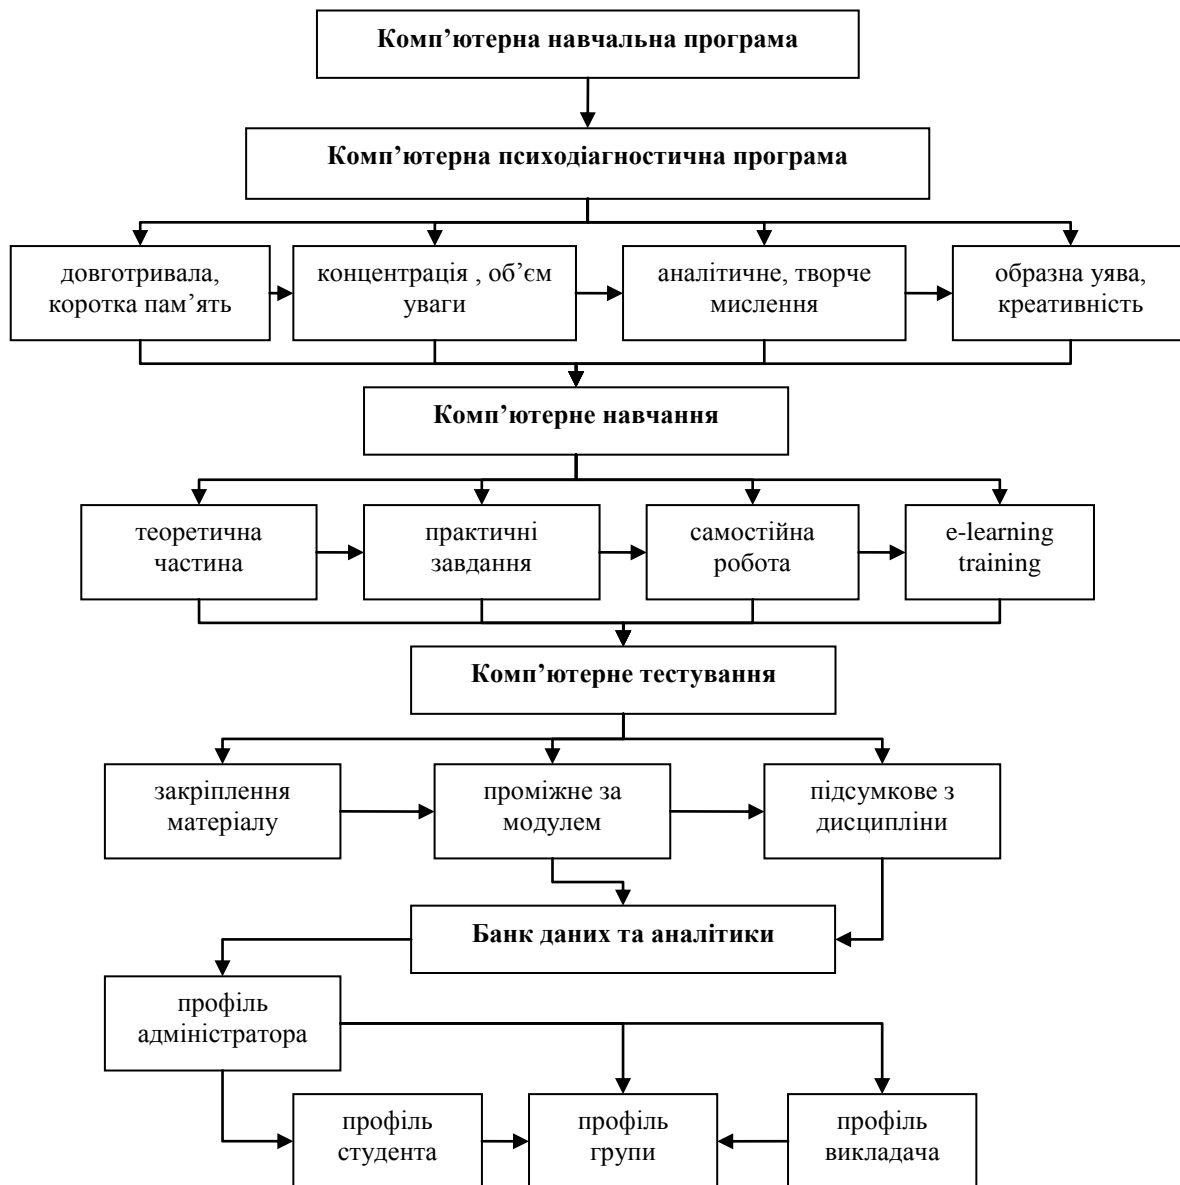 Комп’ютерна навчальна програма
Комп’ютерна психодіагностична програма
довготривала,
коротка пам’ять
концентрація , об’єм
уваги
аналітичне, творче
мислення
образна уява,
креативність
Комп’ютерне навчання
теоретична
частина
практичні
завдання
самостійна
робота
e-learning
training
Комп’ютерне тестування
закріплення
матеріалу
проміжне за
модулем
підсумкове з
дисципліни
Банк даних та аналітики
профіль
адміністратора
профіль
студента
профіль
групи
профіль
викладача